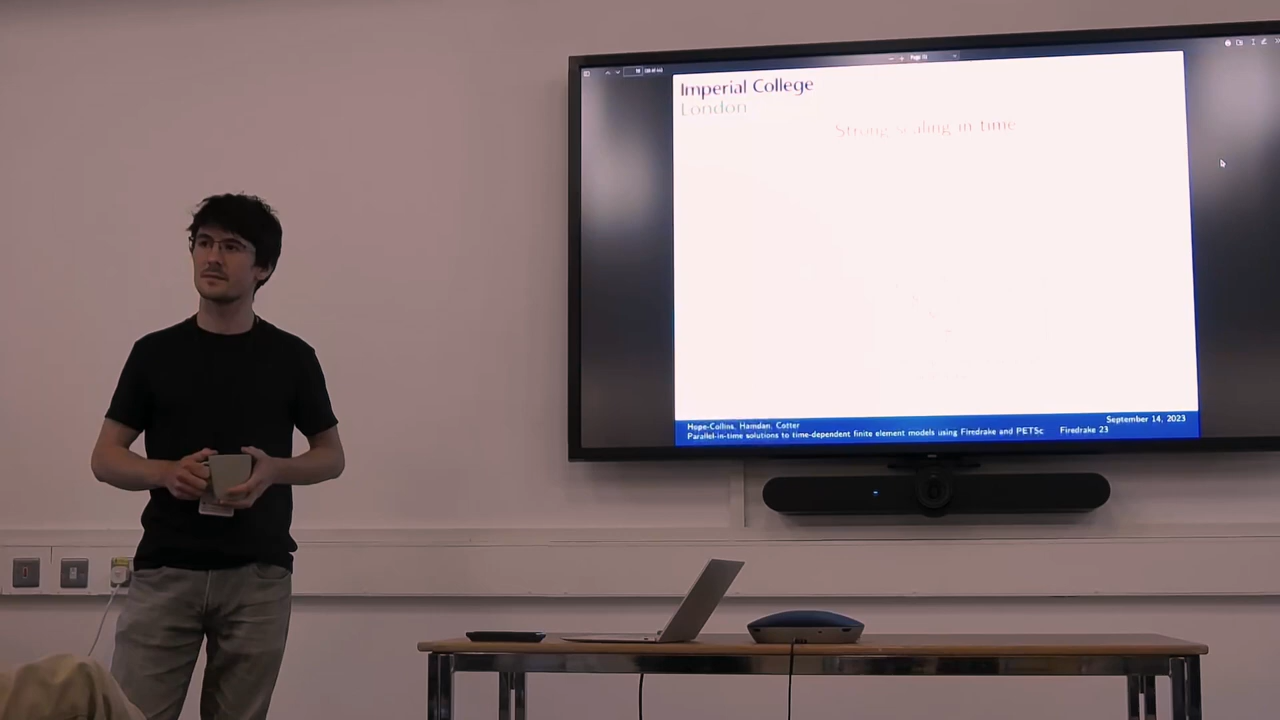 Imperial College
London
Strong scaling in time
Hope-Collins, Hamdan, Cotter
September 14, 2023
Parallel-in-time solutions to time-dependent finite element models using Firedrake and PETSc Firedrake 23